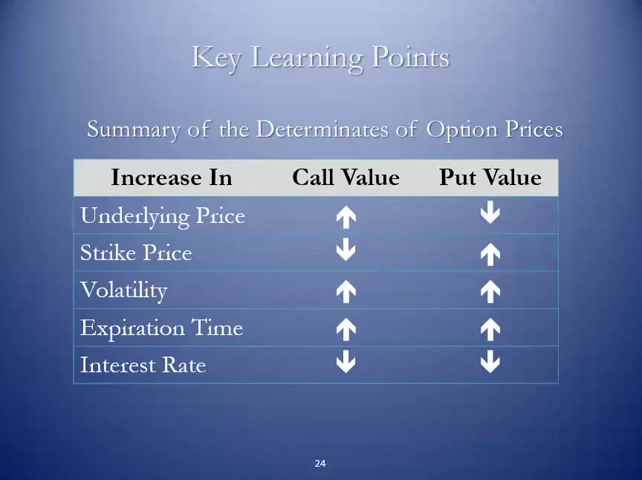 Key Learning Points
Summary of the Determinates of Option Prices
Increase In Call Value Put Value
Underlying Price ↑ ↓
Strike Price ↓ ↑
Volatility ↑ ↑
Expiration Time ↑ ↑
Interest Rate ↓ ↓
24